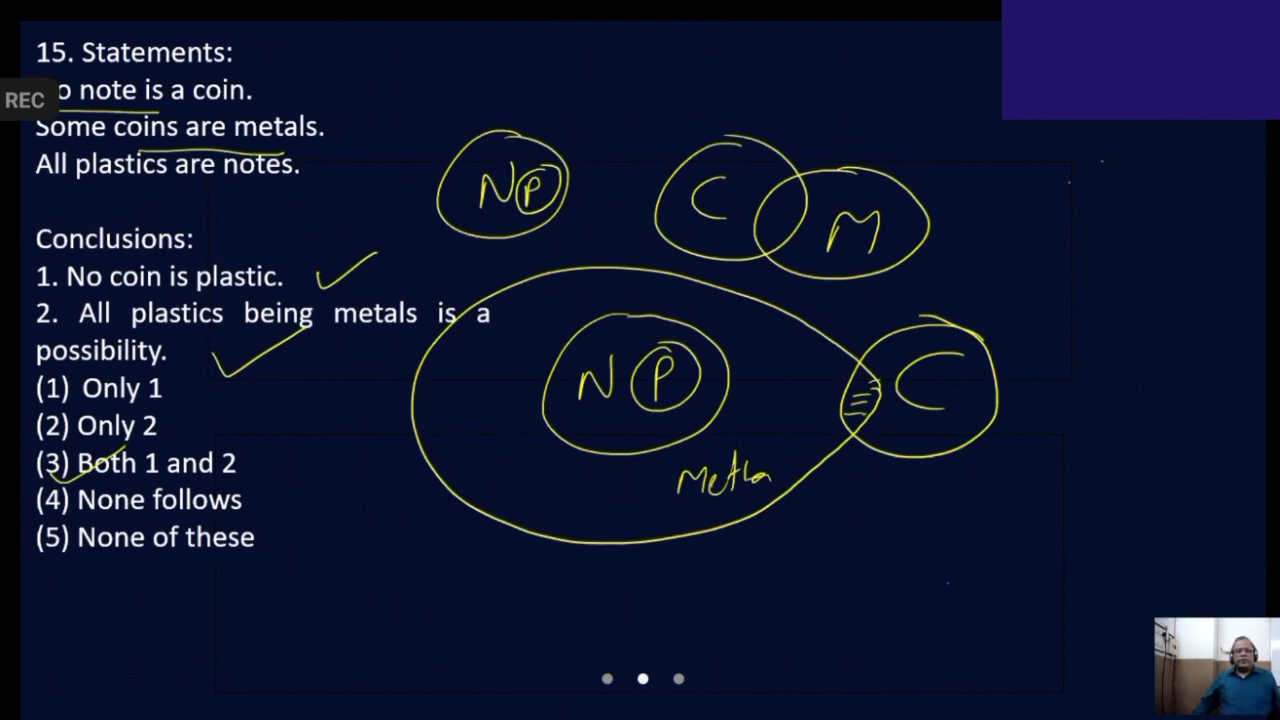 15. Statements:
o note is a coin.
REC
Some coins are metals.
All plastics are notes.
N P
C
M
Conclusions:
1. No coin is plastic.
2. All plastics being metals is a
possibility.
(1) Only 1
(2) Only 2
(3) Both 1 and 2
(4) None follows
(5) None of these
N P
C